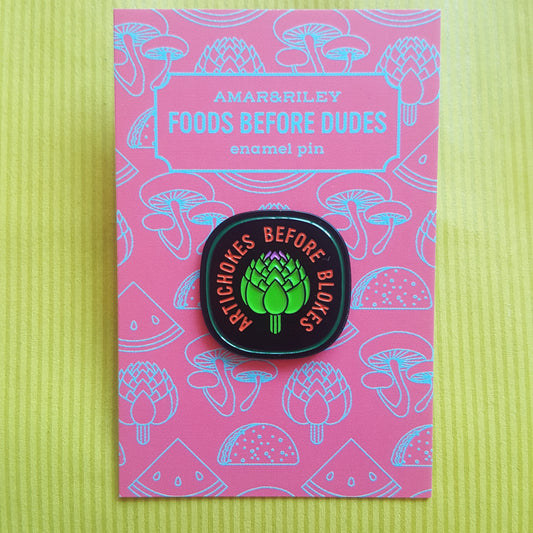 AMAR&RILEY
FOODS BEFORE DUDES
enamel pin
ARTICHOKES BEFORE BLOKES